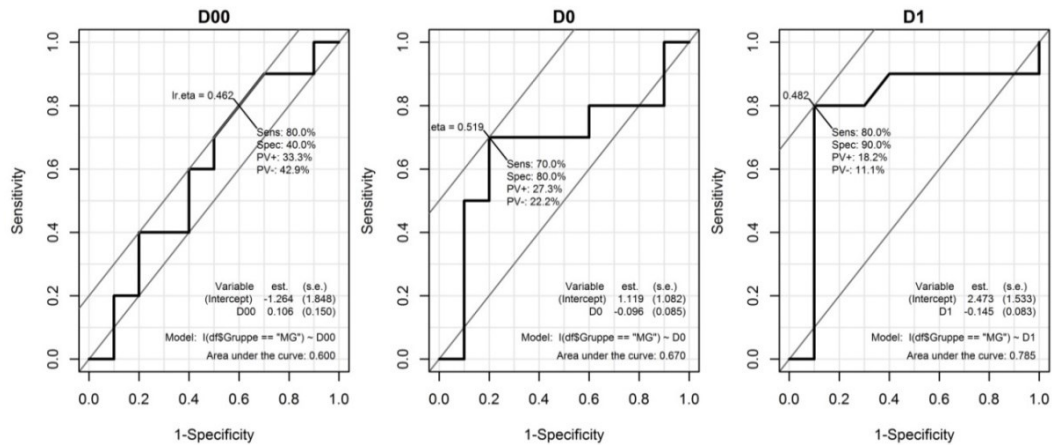 D00
Sensitivity
1.0
0.8
0.6
0.4
0.2
0.0
lr.eta = 0.462
Sens: 80.0%
Spec: 40.0%
PV+: 33.3%
PV-: 42.9%
Variable est. (s.e.)
(Intercept) -1.264 (1.848)
D00 0.106 (0.150)
Model: I(df$Gruppe == "MG") ~ D00
Area under the curve: 0.600
0.0 0.2 0.4 0.6 0.8 1.0
1-Specificity
D0
Sensitivity
1.0
0.8
0.6
0.4
0.2
0.0
eta = 0.519
Sens: 70.0%
Spec: 80.0%
PV+: 27.3%
PV-: 22.2%
Variable est. (s.e.)
(Intercept) 1.119 (1.082)
D0 -0.096 (0.085)
Model: I(df$Gruppe == "MG") ~ D0
Area under the curve: 0.670
0.0 0.2 0.4 0.6 0.8 1.0
1-Specificity
D1
Sensitivity
1.0
0.8
0.6
0.4
0.2
0.0
0.482
Sens: 80.0%
Spec: 90.0%
PV+: 18.2%
PV-: 11.1%
Variable est. (s.e.)
(Intercept) 2.473 (1.533)
D1 -0.145 (0.083)
Model: I(df$Gruppe == "MG") ~ D1
Area under the curve: 0.785
0.0 0.2 0.4 0.6 0.8 1.0
1-Specificity